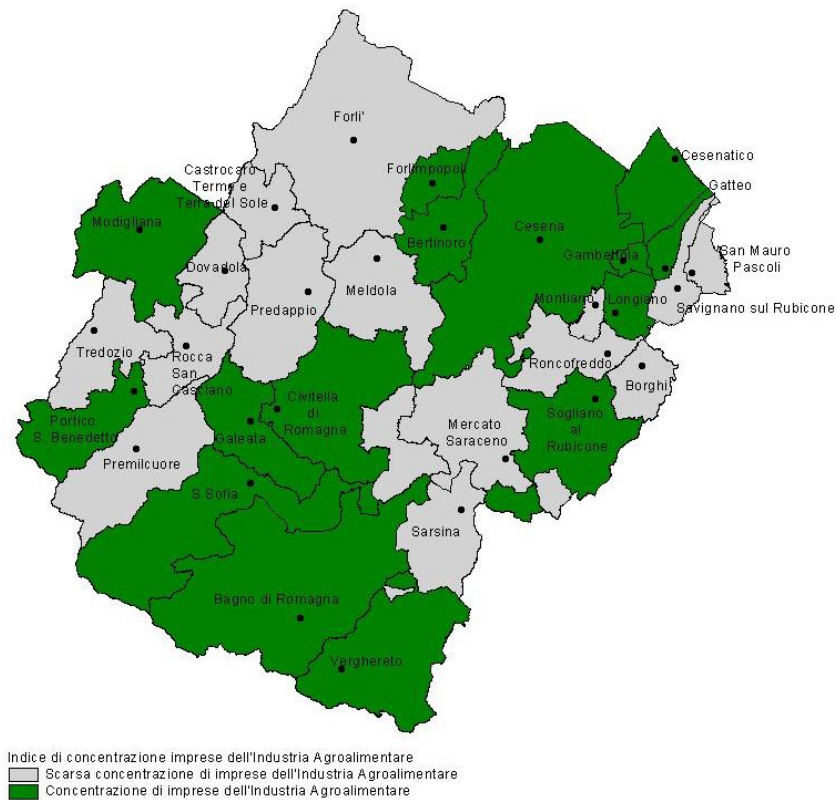 Forli'
Cesenatico
Castrocaro
Terme e
Terra del Sole
Forlimpopoli
Gatteo
Modigliana
Bertinoro
Cesena
Gambettola
San Mauro
Pascoli
Dovadola
Meldola
Predappio
Montiano
Longiano
Savignano sul Rubicone
Tredozio
Rocca
San
Casciano
Roncofreddo
Borghi
Portico
S. Benedetto
Galeata
Civitella
di
Romagna
Mercato
Saraceno
Sogliano
al
Rubicone
Premilcuore
S.Sofia
Sarsina
Bagno di Romagna
Verghereto
Indice di concentrazione imprese dell'Industria Agroalimentare
Scarsa concentrazione di imprese dell'Industria Agroalimentare
Concentrazione di imprese dell'Industria Agroalimentare